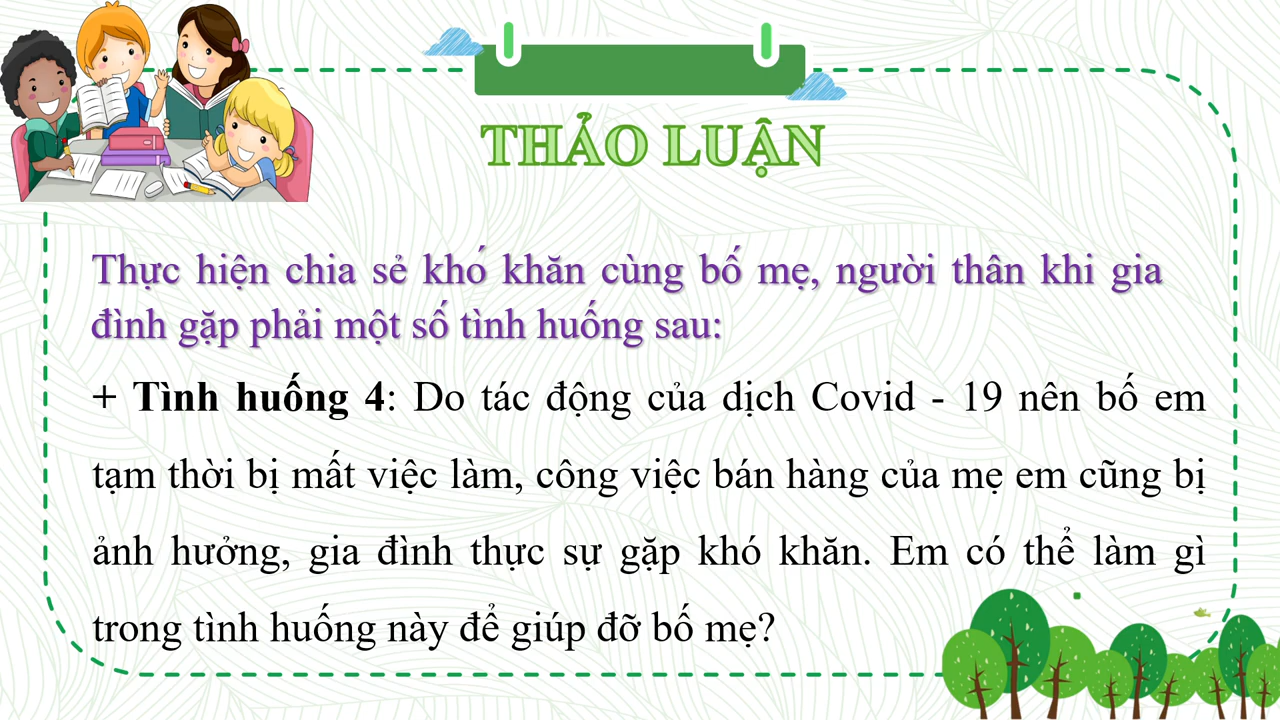 THẢO LUẬN
Thực hiện chia sẻ khó khăn cùng bố mẹ, người thân khi gia
đình gặp phải một số tình huống sau:
+ Tình huống 4: Do tác động của dịch Covid - 19 nên bố em
tạm thời bị mất việc làm, công việc bán hàng của mẹ em cũng bị
ảnh hưởng, gia đình thực sự gặp khó khăn. Em có thể làm gì
trong tình huống này để giúp đỡ bố mẹ?